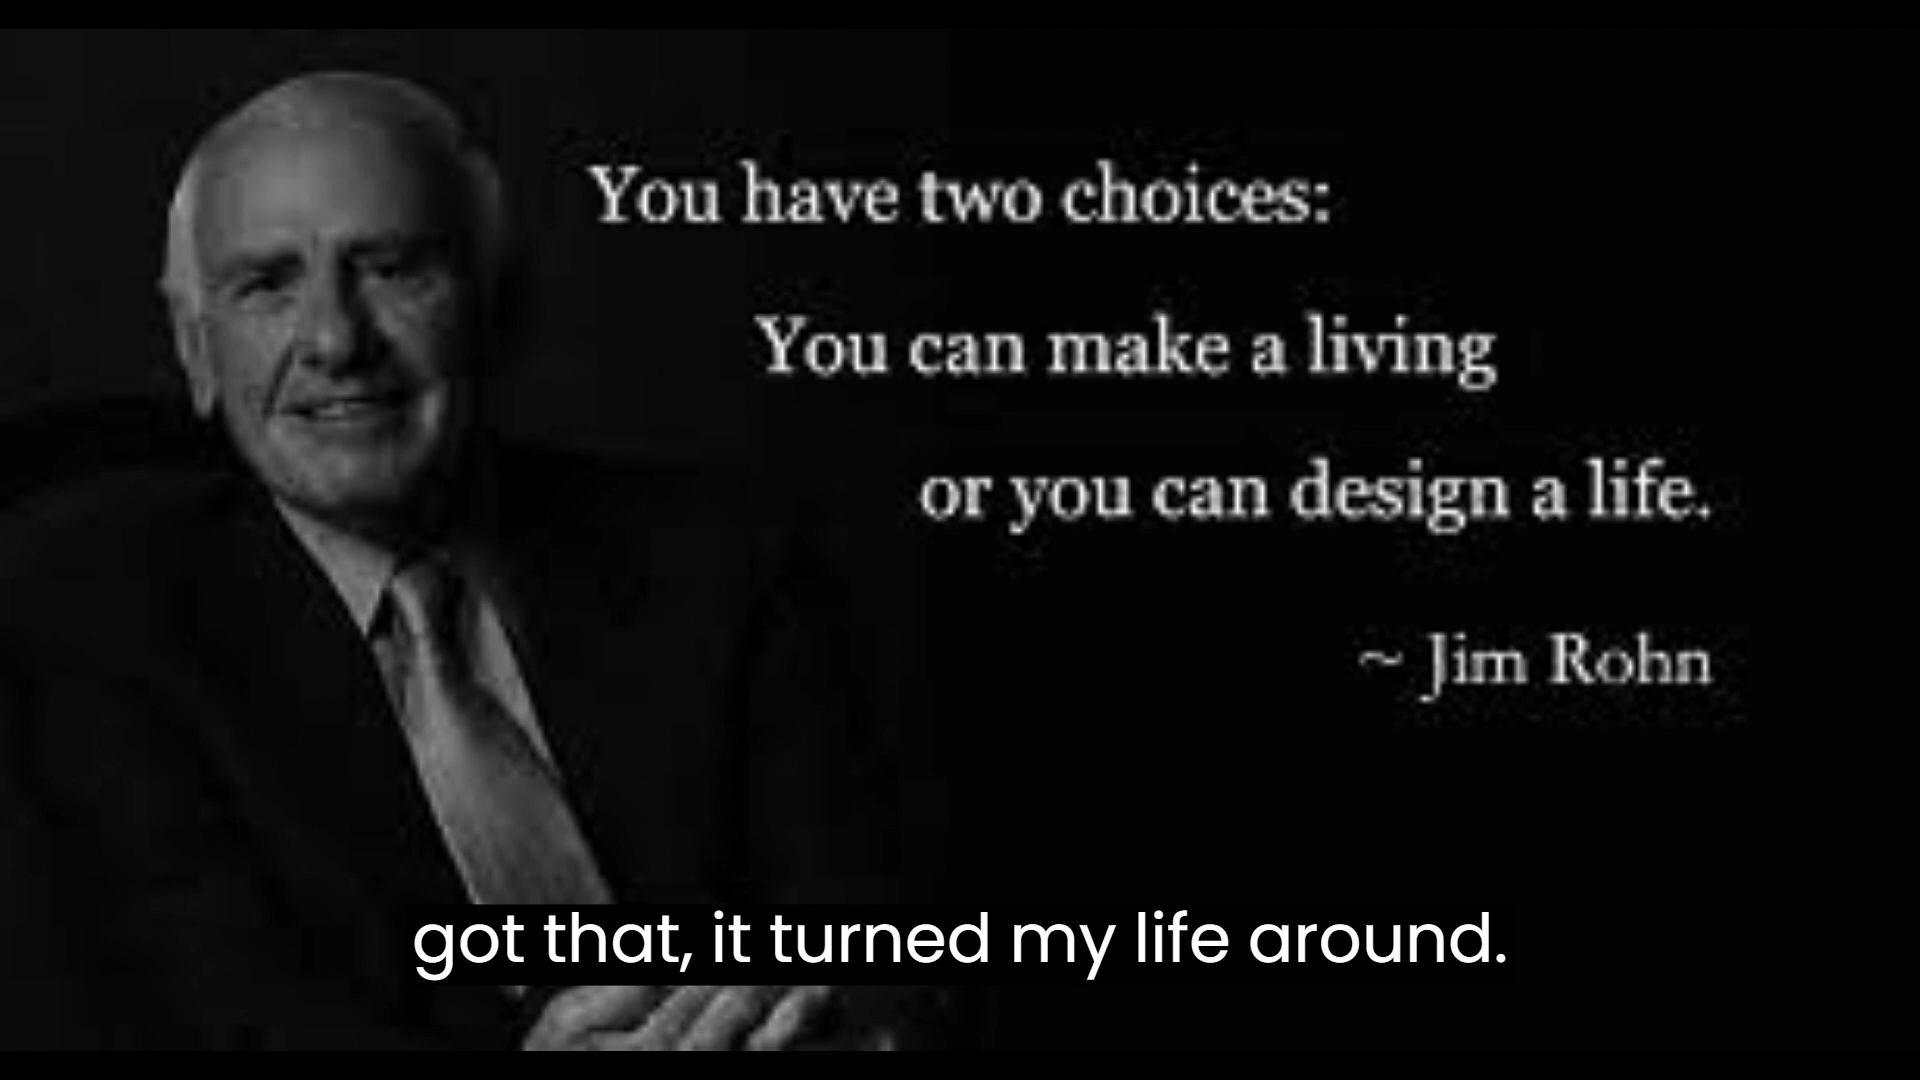 You have two choices:
You can make a living
or you can design a life.
~ Jim Rohn
got that, it turned my life around.